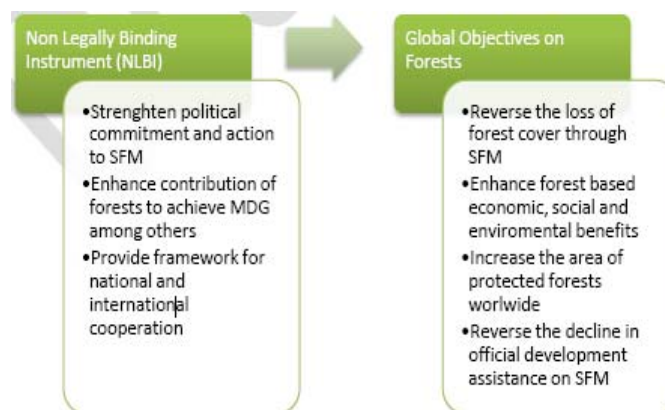 Non Legally Binding
Instrument (NLBI)
•Strenghten political
commitment and action
to SFM
•Enhance contribution of
forests to achieve MDG
among others
•Provide framework for
national and
international
cooperation
Global Objectives on
Forests
•Reverse the loss of
forest cover through
SFM
•Enhance forest based
economic, social and
enviromental benefits
•Increase the area of
protected forests
worlwide
•Reverse the decline in
official development
assistance on SFM